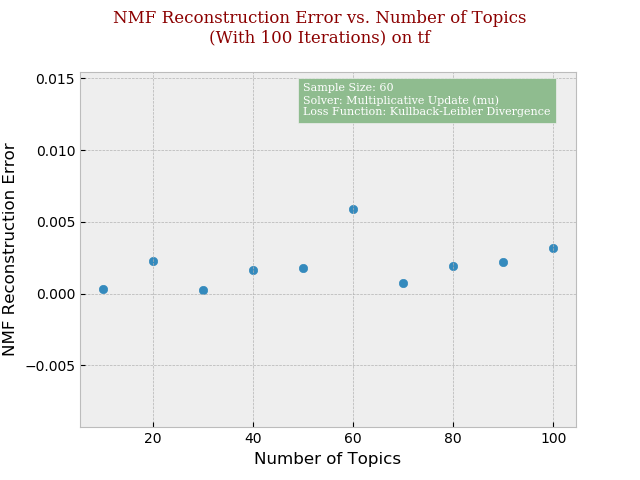 NMF Reconstruction Error vs. Number of Topics
(With 100 Iterations) on tf
Sample Size: 60
Solver: Multiplicative Update (mu)
Loss Function: Kullback-Leibler Divergence
NMF Reconstruction Error
0.015
0.010
0.005
0.000
−0.005
20 40 60 80 100
Number of Topics